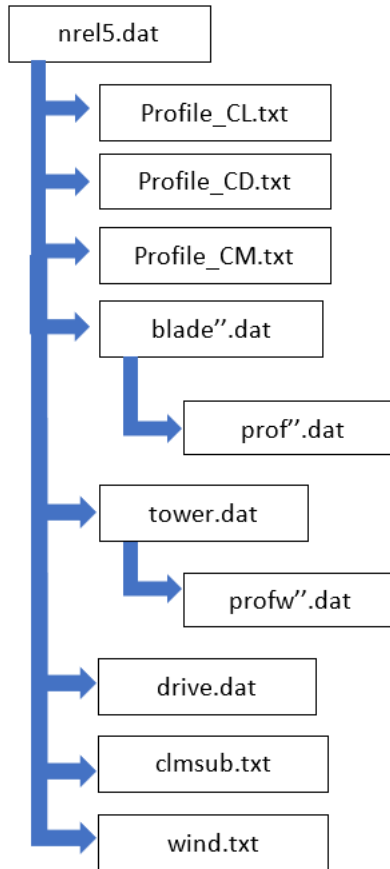 nrel5.dat
Profile_CL.txt
Profile_CD.txt
Profile_CM.txt
blade’’.dat
prof’’.dat
tower.dat
profw’’.dat
drive.dat
clmsub.txt
wind.txt